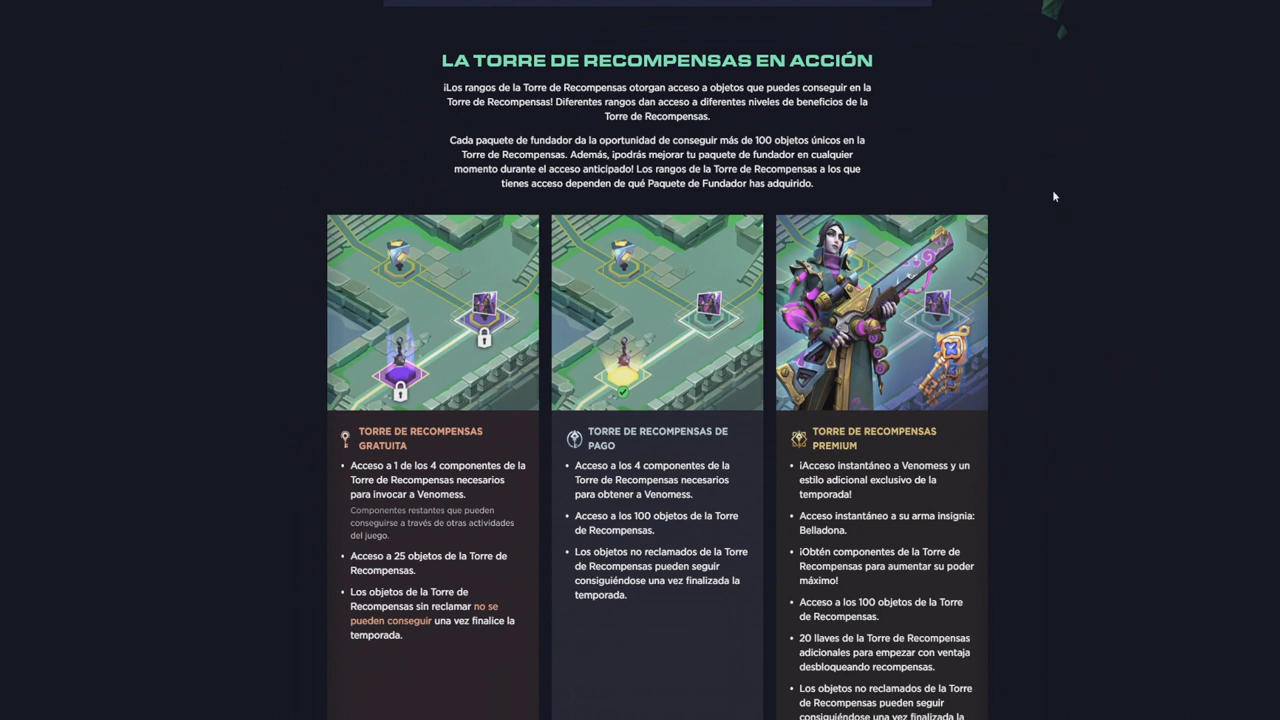 LA TORRE DE RECOMPENSAS EN ACCIÓN
¡Los rangos de la Torre de Recompensas otorgan acceso a objetos que puedes conseguir en la
Torre de Recompensas! Diferentes rangos dan acceso a diferentes niveles de beneficios de la
Torre de Recompensas.
Cada paquete de fundador da la oportunidad de conseguir más de 100 objetos únicos en la
Torre de Recompensas. Además, ¡podrás mejorar tu paquete de fundador en cualquier
momento durante el acceso anticipado! Los rangos de la Torre de Recompensas a los que
tienes acceso dependen de qué Paquete de Fundador has adquirido.
TORRE DE RECOMPENSAS
GRATUITA
• Acceso a 1 de los 4 componentes de la
Torre de Recompensas necesarios
para invocar a Venomess.
Componentes restantes que pueden
conseguirse a través de otras actividades
del juego.
• Acceso a 25 objetos de la Torre de
Recompensas.
• Los objetos de la Torre de
Recompensas sin reclamar no se
pueden conseguir una vez finalice la
temporada.
TORRE DE RECOMPENSAS DE
PAGO
• Acceso a los 4 componentes de la
Torre de Recompensas necesarios
para obtener a Venomess.
• Acceso a los 100 objetos de la Torre
de Recompensas.
• Los objetos no reclamados de la Torre
de Recompensas pueden seguir
consiguiéndose una vez finalizada la
temporada.
TORRE DE RECOMPENSAS
PREMIUM
• ¡Acceso instantáneo a Venomess y un
estilo adicional exclusivo de la
temporada!
• Acceso instantáneo a su arma insignia:
Belladona.
• ¡Obtén componentes de la Torre de
Recompensas para aumentar su poder
máximo!
• Acceso a los 100 objetos de la Torre
de Recompensas.
• 20 llaves de la Torre de Recompensas
adicionales para empezar con ventaja
desbloqueando recompensas.
• Los objetos no reclamados de la Torre
de Recompensas pueden seguir
consiguiéndose una vez finalizada la